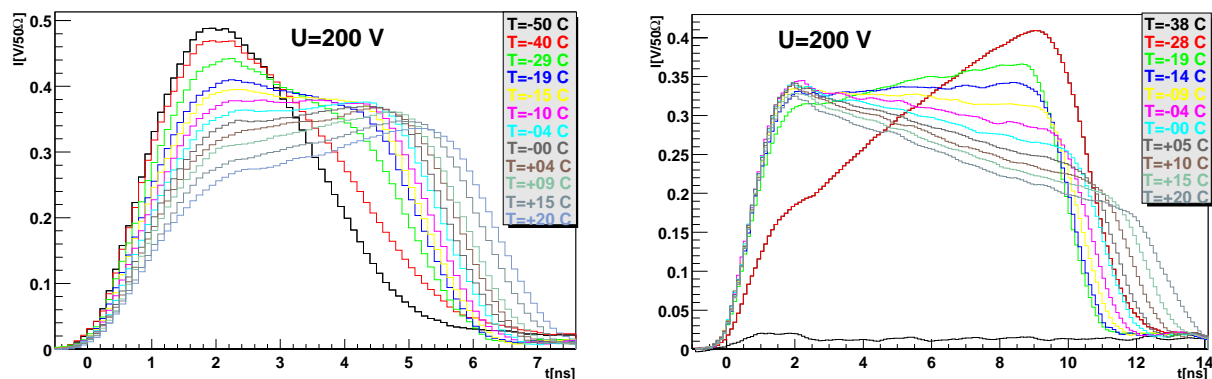 I[V/50Ω]
0.5
0.4
0.3
0.2
0.1
0
0 1 2 3 4 5 6 7
t[ns]
U=200 V
T=-50 C
T=-40 C
T=-29 C
T=-19 C
T=-15 C
T=-10 C
T=-04 C
T=-00 C
T=+04 C
T=+09 C
T=+15 C
T=+20 C
I[V/50Ω]
0.4
0.35
0.3
0.25
0.2
0.15
0.1
0.05
0
0 2 4 6 8 10 12 14
t[ns]
U=200 V
T=-38 C
T=-28 C
T=-19 C
T=-14 C
T=-09 C
T=-04 C
T=-00 C
T=+05 C
T=+10 C
T=+15 C
T=+20 C